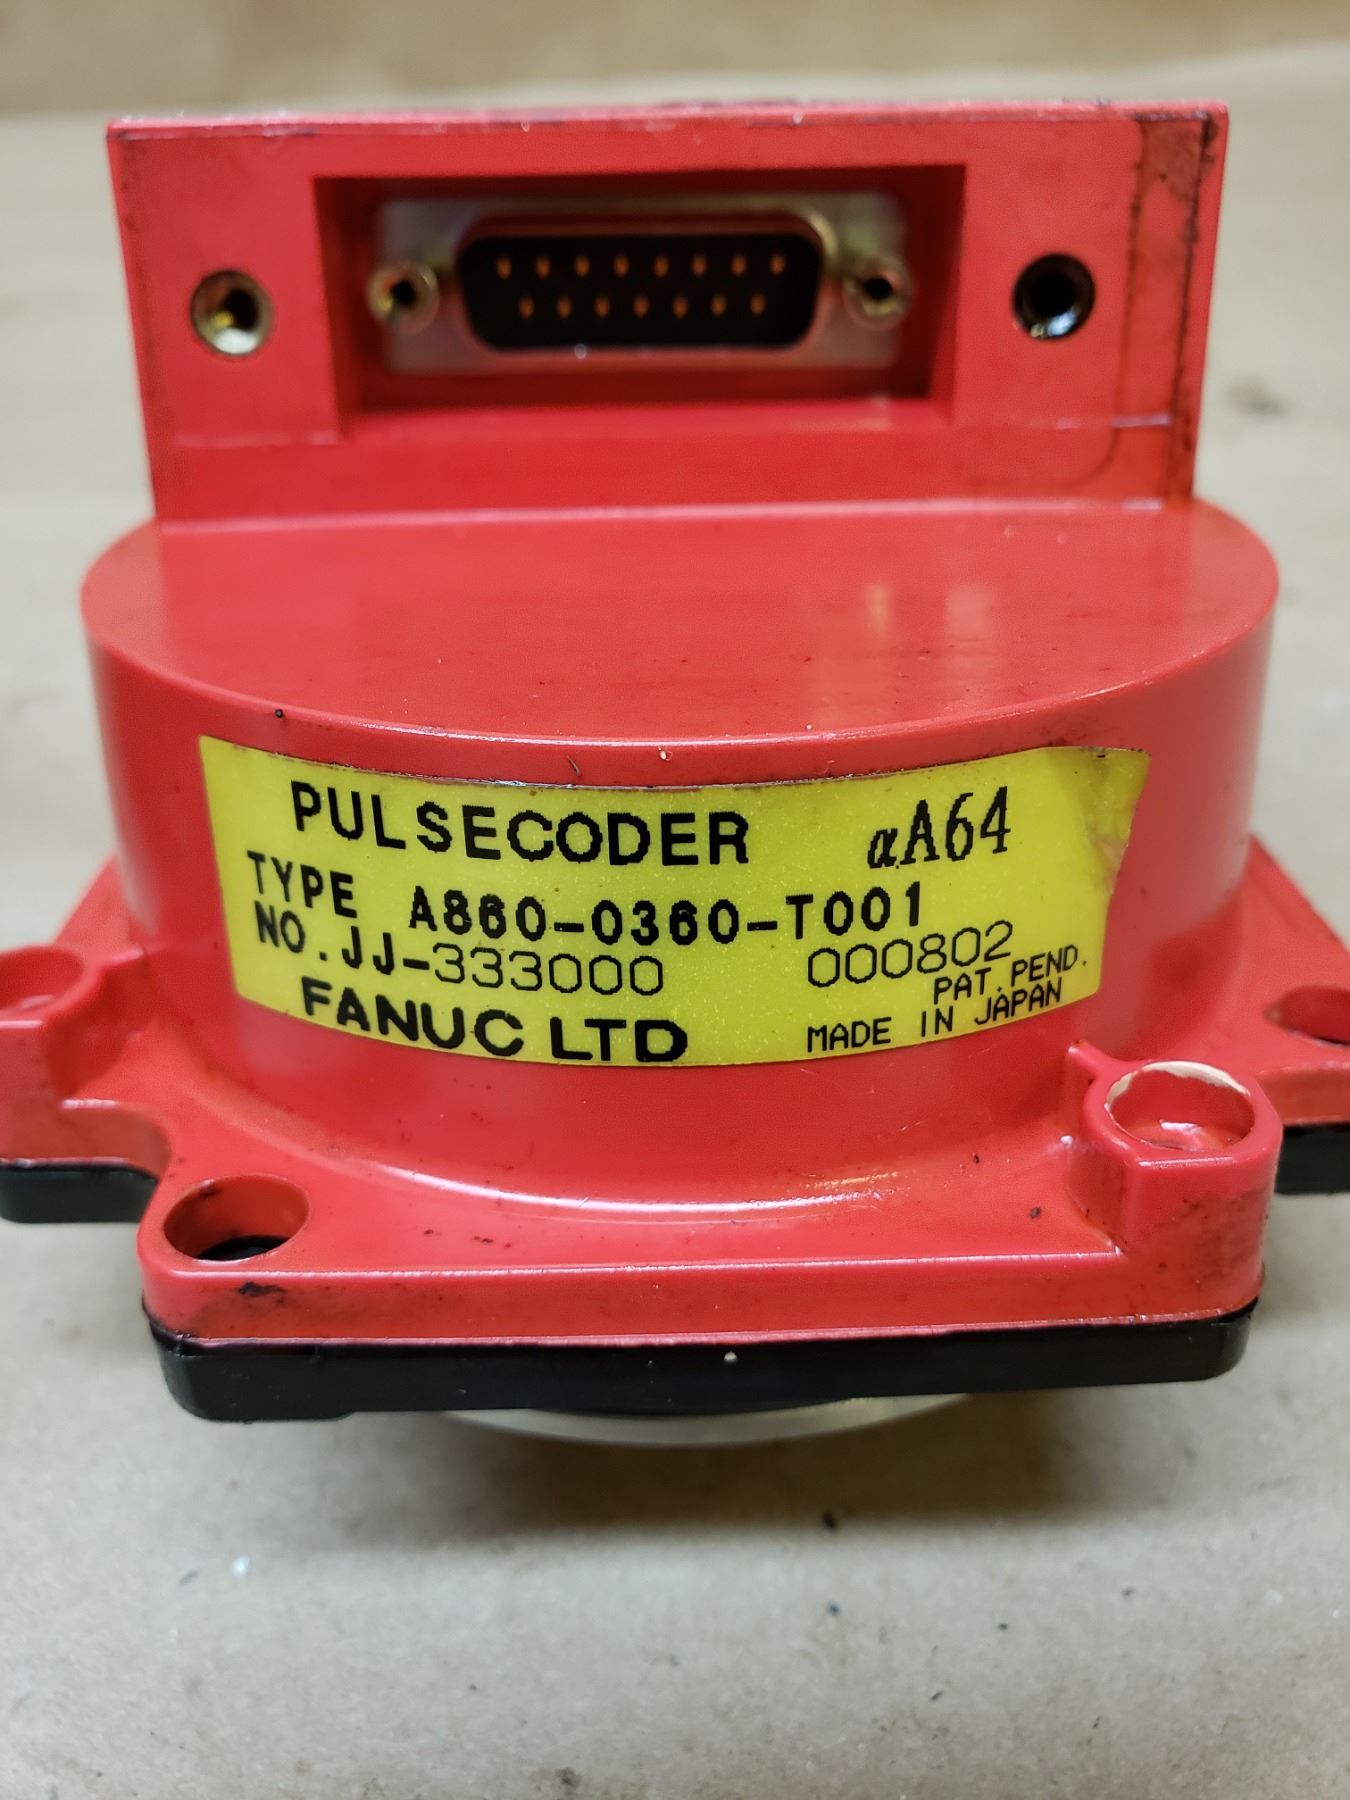 PULSECODER αA64
TYPE A860-0360-T001
NO. JJ-333000 000802
PAT. PEND.
FANUC LTD MADE IN JAPAN